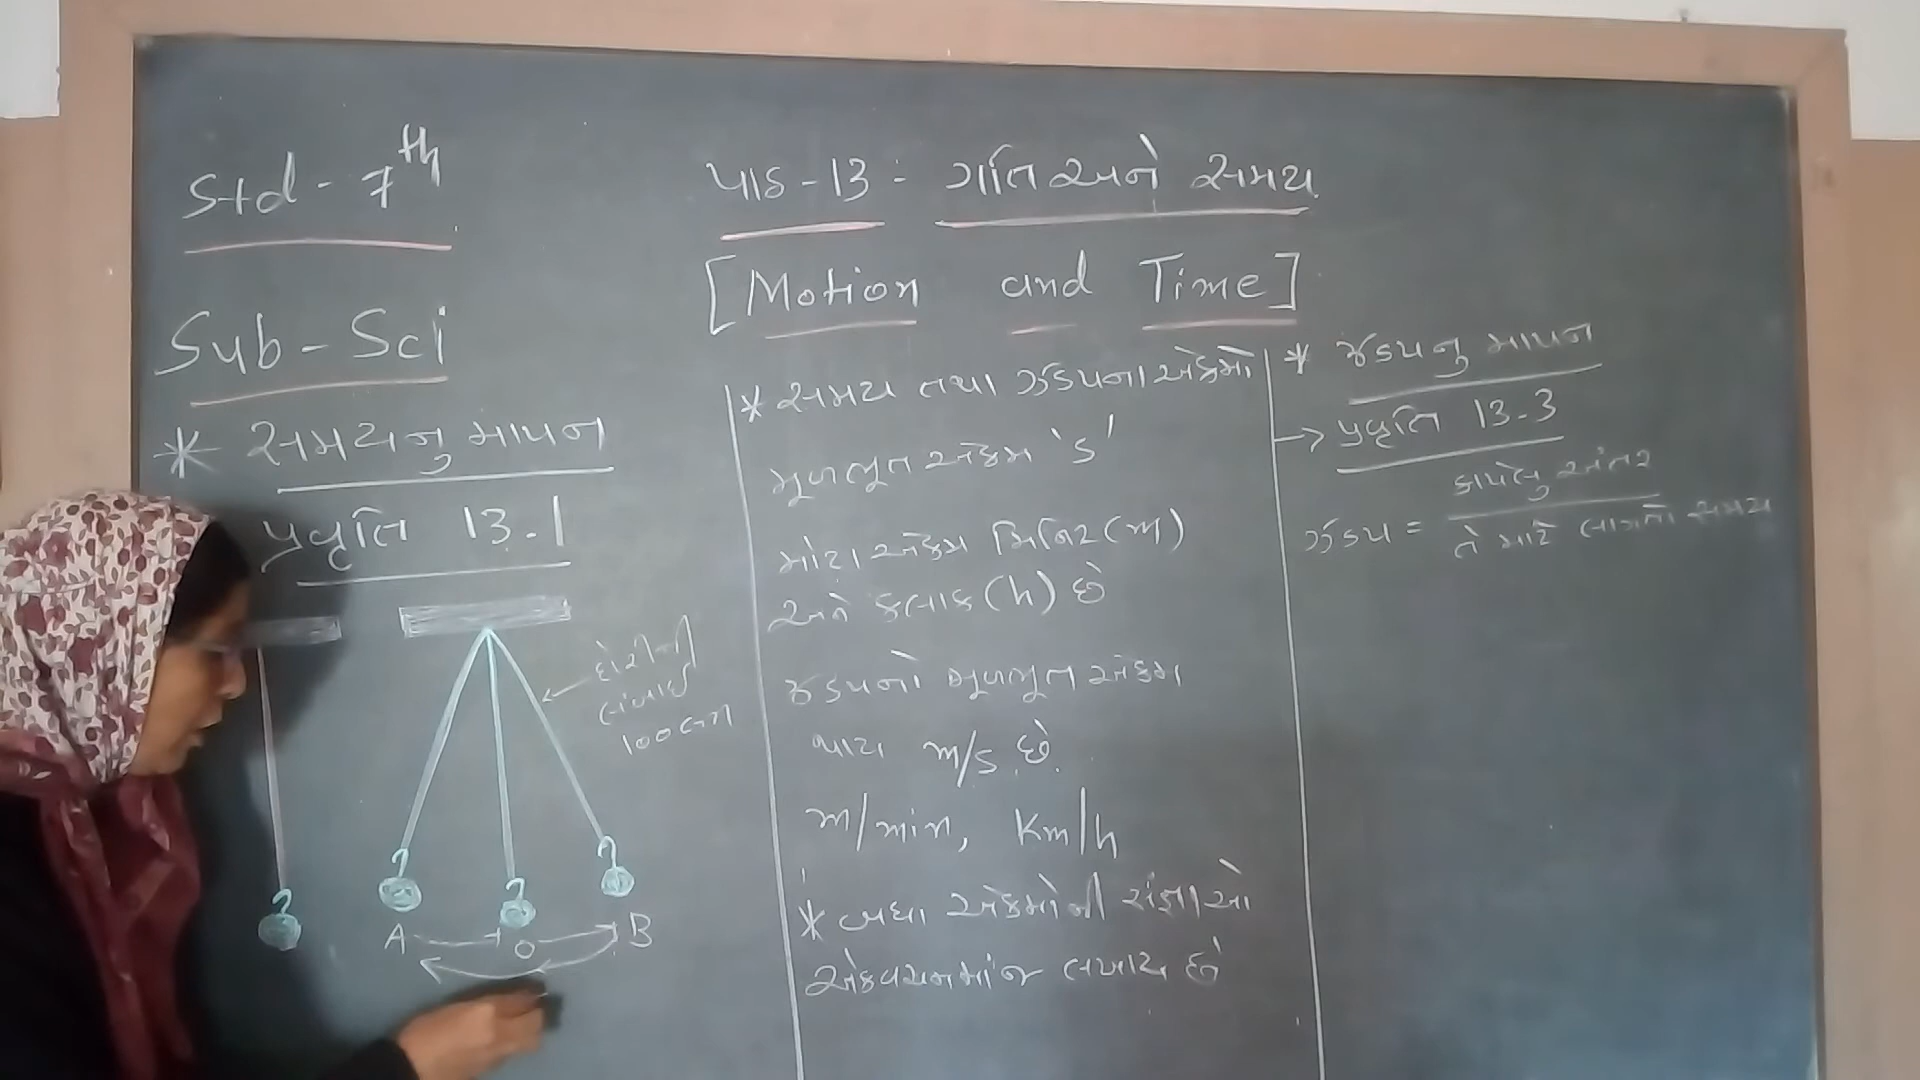 Std - 7th
Sub - Sci
પાઠ - 13 : ગતિ અને સમય
[Motion and Time]
* સમયનુ માપન
પ્રવૃતિ 13.1
દોરીની
લંબાઈ
100 સેમી
A O B
* સમય તથા ઝડપના એકમો
મૂળભૂત એકમ 's'
મોટા એકમ મિનિટ (m)
અને કલાક (h) છે
ઝડપનો મૂળભૂત એકમ
m/s છે.
m/min, Km/h
* બધા એકમોની સંજ્ઞાઓ
એકવચનમાં જ લખાય છે
* ઝડપનુ માપન
→ પ્રવૃતિ 13.3
ઝડપ = કાપેલુ અંતર
તે માટે લાગતો સમય